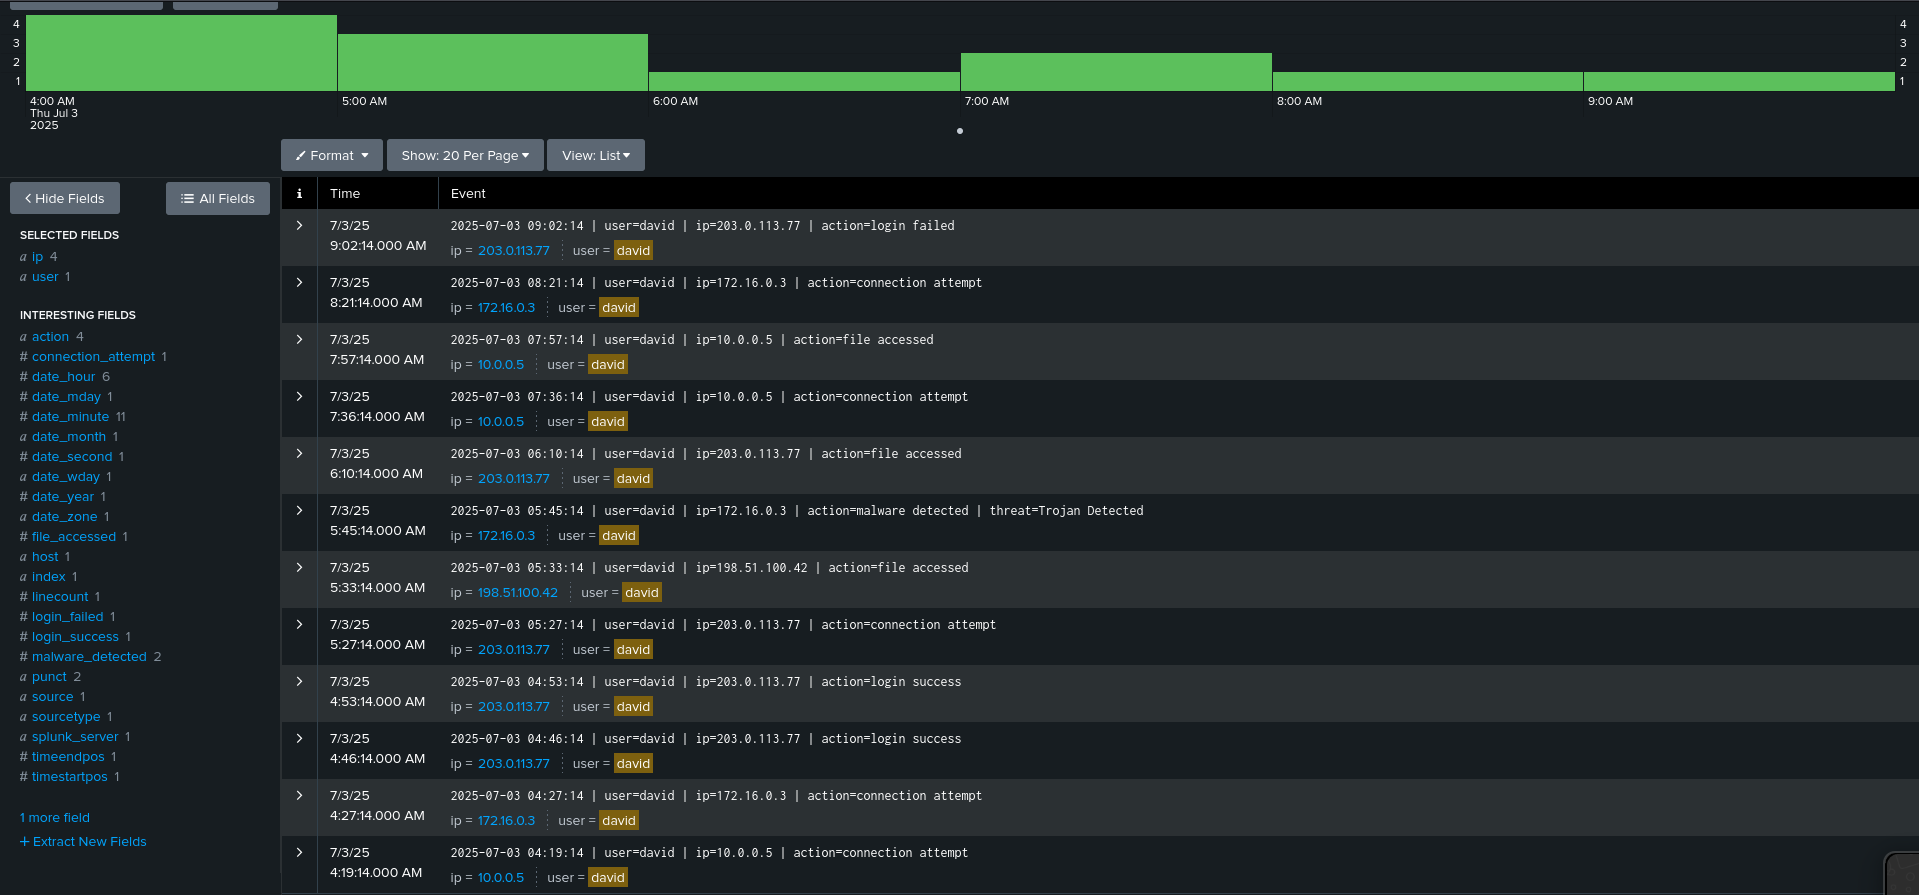 4
3
2
1
4
3
2
1
4:00 AM
Thu Jul 3
2025
5:00 AM
6:00 AM
7:00 AM
8:00 AM
9:00 AM
Format
Show: 20 Per Page
View: List
Hide Fields
All Fields
SELECTED FIELDS
a ip 4
a user 1
INTERESTING FIELDS
a action 4
# connection_attempt 1
# date_hour 6
# date_mday 1
# date_minute 11
a date_month 1
# date_second 1
a date_wday 1
# date_year 1
a date_zone 1
# file_accessed 1
a host 1
a index 1
# linecount 1
# login_failed 1
# login_success 1
# malware_detected 2
a punct 2
a source 1
a sourcetype 1
a splunk_server 1
# timeendpos 1
# timestartpos 1
1 more field
+ Extract New Fields
i Time Event
7/3/25
9:02:14.000 AM
2025-07-03 09:02:14 | user=david | ip=203.0.113.77 | action=login failed
ip = 203.0.113.77 user = david
7/3/25
8:21:14.000 AM
2025-07-03 08:21:14 | user=david | ip=172.16.0.3 | action=connection attempt
ip = 172.16.0.3 user = david
7/3/25
7:57:14.000 AM
2025-07-03 07:57:14 | user=david | ip=10.0.0.5 | action=file accessed
ip = 10.0.0.5 user = david
7/3/25
7:36:14.000 AM
2025-07-03 07:36:14 | user=david | ip=10.0.0.5 | action=connection attempt
ip = 10.0.0.5 user = david
7/3/25
6:10:14.000 AM
2025-07-03 06:10:14 | user=david | ip=203.0.113.77 | action=file accessed
ip = 203.0.113.77 user = david
7/3/25
5:45:14.000 AM
2025-07-03 05:45:14 | user=david | ip=172.16.0.3 | action=malware detected | threat=Trojan Detected
ip = 172.16.0.3 user = david
7/3/25
5:33:14.000 AM
2025-07-03 05:33:14 | user=david | ip=198.51.100.42 | action=file accessed
ip = 198.51.100.42 user = david
7/3/25
5:27:14.000 AM
2025-07-03 05:27:14 | user=david | ip=203.0.113.77 | action=connection attempt
ip = 203.0.113.77 user = david
7/3/25
4:53:14.000 AM
2025-07-03 04:53:14 | user=david | ip=203.0.113.77 | action=login success
ip = 203.0.113.77 user = david
7/3/25
4:46:14.000 AM
2025-07-03 04:46:14 | user=david | ip=203.0.113.77 | action=login success
ip = 203.0.113.77 user = david
7/3/25
4:27:14.000 AM
2025-07-03 04:27:14 | user=david | ip=172.16.0.3 | action=connection attempt
ip = 172.16.0.3 user = david
7/3/25
4:19:14.000 AM
2025-07-03 04:19:14 | user=david | ip=10.0.0.5 | action=connection attempt
ip = 10.0.0.5 user = david